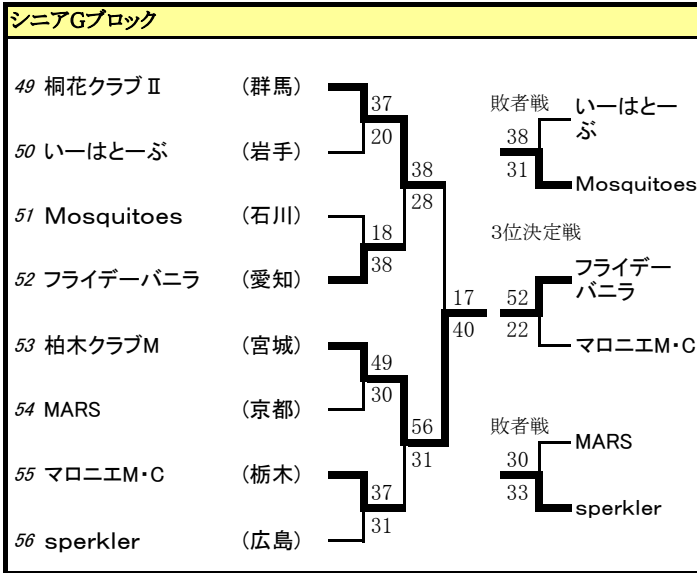 シニアGブロック
49 桐花クラブⅡ (群馬)
50 いーはとーぶ (岩手)
51 Mosquitoes (石川)
52 フライデーバニラ (愛知)
53 柏木クラブM (宮城)
54 MARS (京都)
55 マロニエM・C (栃木)
56 sperkler (広島)
37
20
18
38
49
30
37
31
38
28
56
31
17
40
敗者戦
いーはとー
ぶ
38
31
Mosquitoes
3位決定戦
フライデー
バニラ
52
22
マロニエM・C
敗者戦
MARS
30
33
sperkler